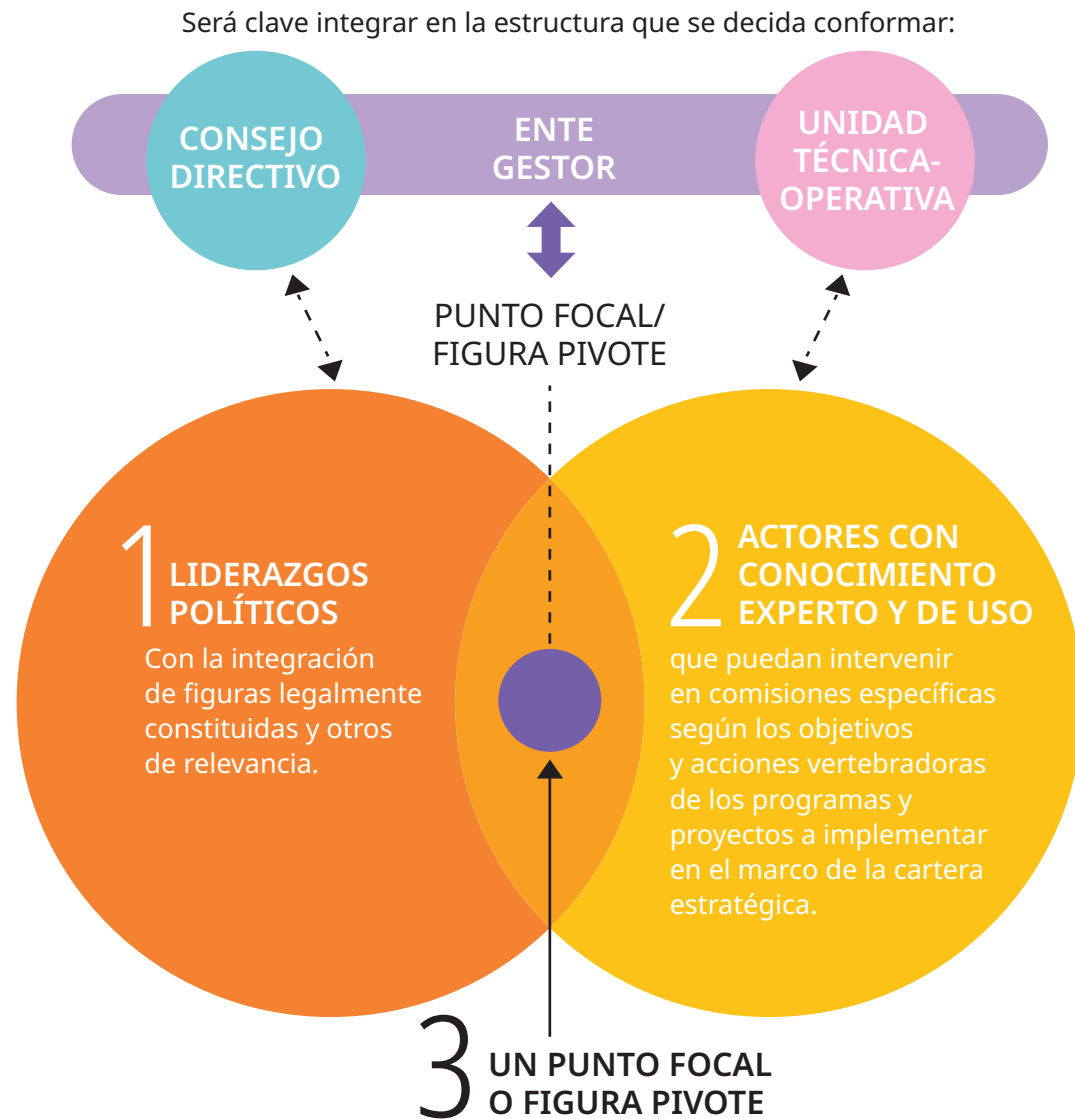 Será clave integrar en la estructura que se decida conformar:
CONSEJO
DIRECTIVO
ENTE
GESTOR
UNIDAD
TÉCNICA-
OPERATIVA
PUNTO FOCAL/
FIGURA PIVOTE
1
LIDERAZGOS
POLÍTICOS
Con la integración
de figuras legalmente
constituidas y otros
de relevancia.
2
ACTORES CON
CONOCIMIENTO
EXPERTO Y DE USO
que puedan intervenir
en comisiones específicas
según los objetivos
y acciones vertebradoras
de los programas y
proyectos a implementar
en el marco de la cartera
estratégica.
3
UN PUNTO FOCAL
O FIGURA PIVOTE